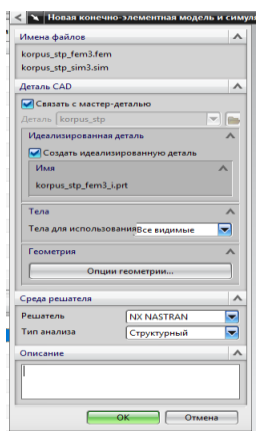 Новая конечно-элементная модель и симул
Имена файлов
korpus_stp_fem3.fem
korpus_stp_sim3.sim
Деталь CAD
Связать с мастер-деталью
Деталь korpus_stp
Идеализированная деталь
Создать идеализированную деталь
Имя
korpus_stp_fem3_i.prt
Тела
Тела для использования Все видимые
Геометрия
Опции геометрии...
Среда решателя
Решатель NX NASTRAN
Тип анализа Структурный
Описание
OK Отмена